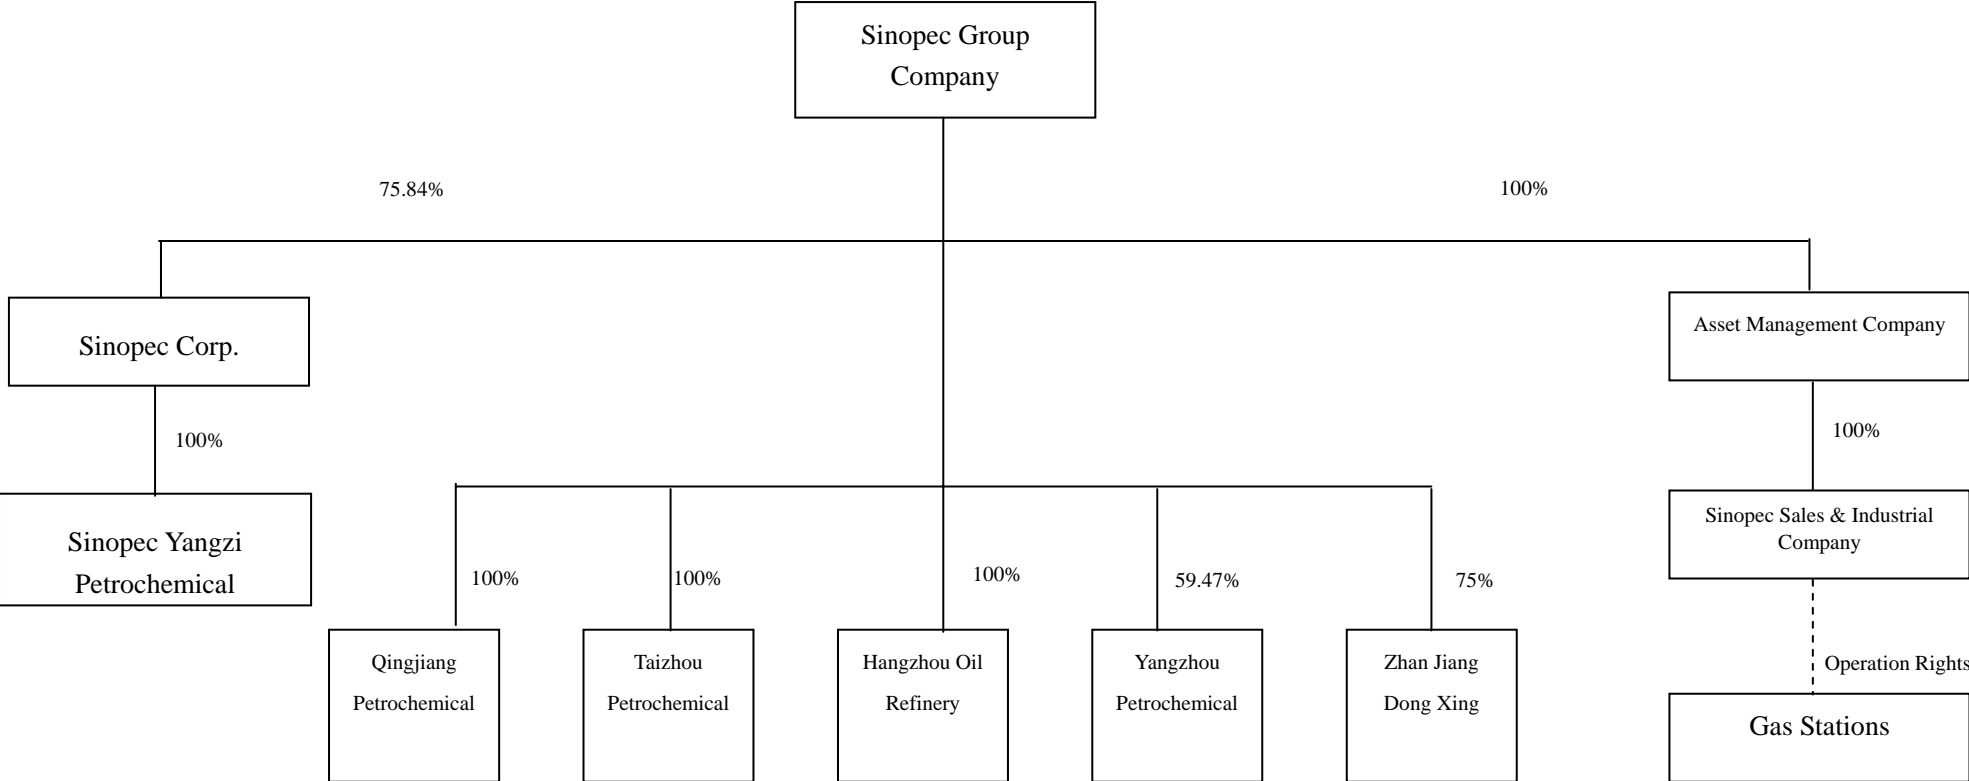 Sinopec Group
Company
75.84%
100%
Sinopec Corp.
Asset Management Company
100%
100%
Sinopec Yangzi
Petrochemical
Sinopec Sales & Industrial
Company
100%
100%
100%
59.47%
75%
Qingjiang
Petrochemical
Taizhou
Petrochemical
Hangzhou Oil
Refinery
Yangzhou
Petrochemical
Zhan Jiang
Dong Xing
Operation Rights
Gas Stations